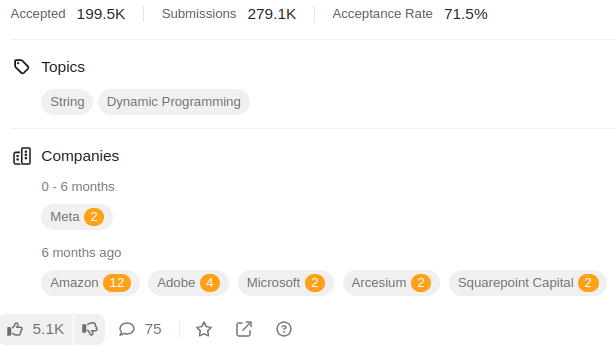 Accepted 199.5K Submissions 279.1K Acceptance Rate 71.5%
Topics
String Dynamic Programming
Companies
0 - 6 months
Meta 2
6 months ago
Amazon 12 Adobe 4 Microsoft 2 Arcesium 2 Squarepoint Capital 2
5.1K 75